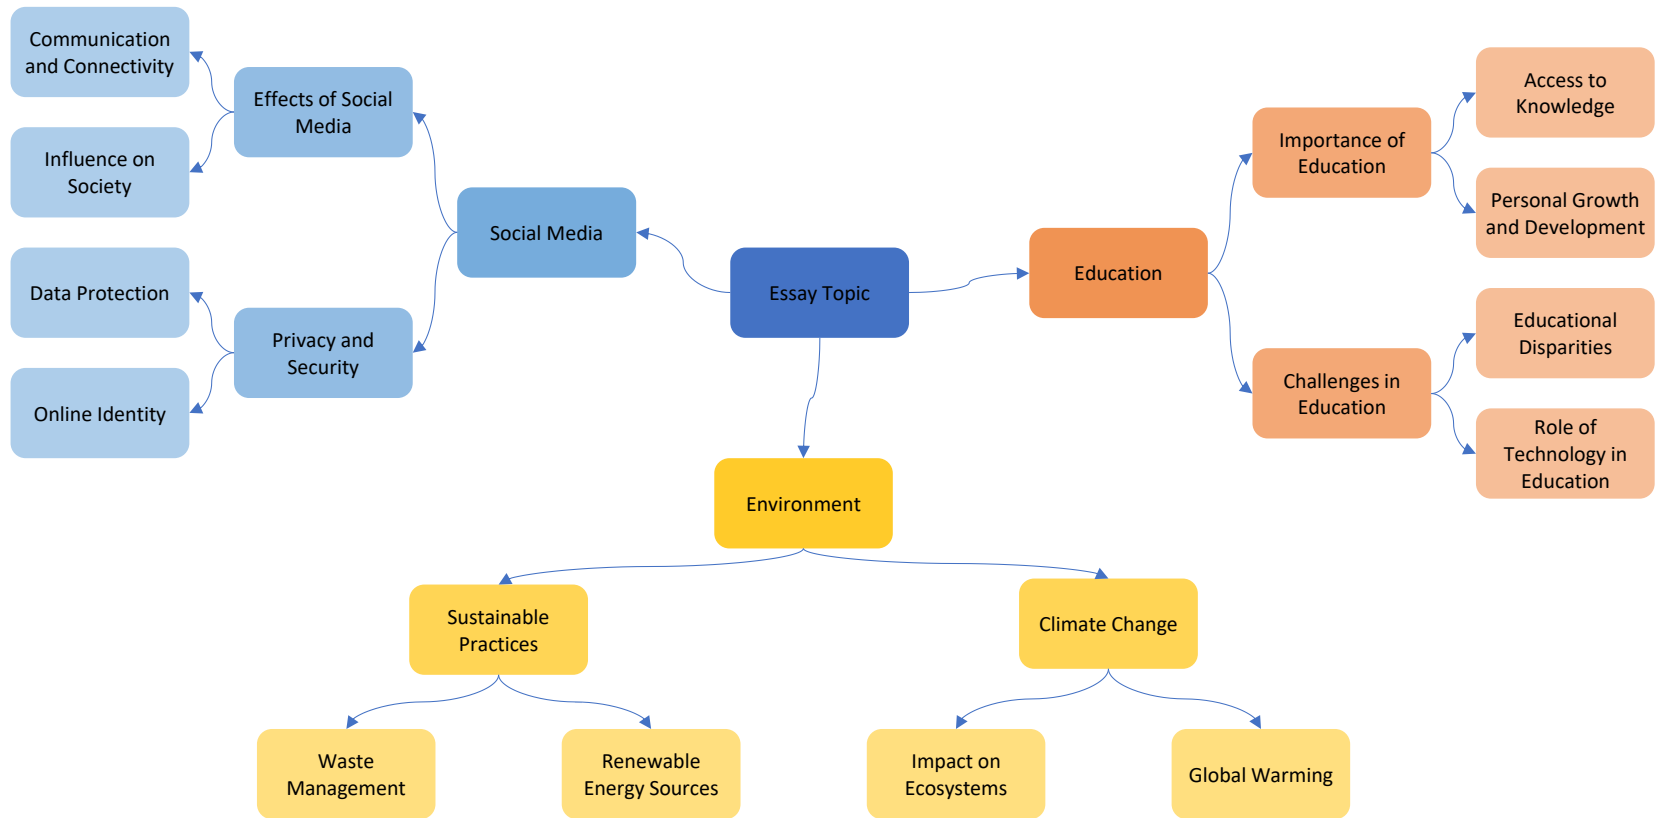 Communication
and Connectivity
Effects of Social
Media
Influence on
Society
Social Media
Data Protection
Privacy and
Security
Online Identity
Essay Topic
Education
Importance of
Education
Access to
Knowledge
Personal Growth
and Development
Challenges in
Education
Educational
Disparities
Role of
Technology in
Education
Environment
Sustainable
Practices
Climate Change
Waste
Management
Renewable
Energy Sources
Impact on
Ecosystems
Global Warming